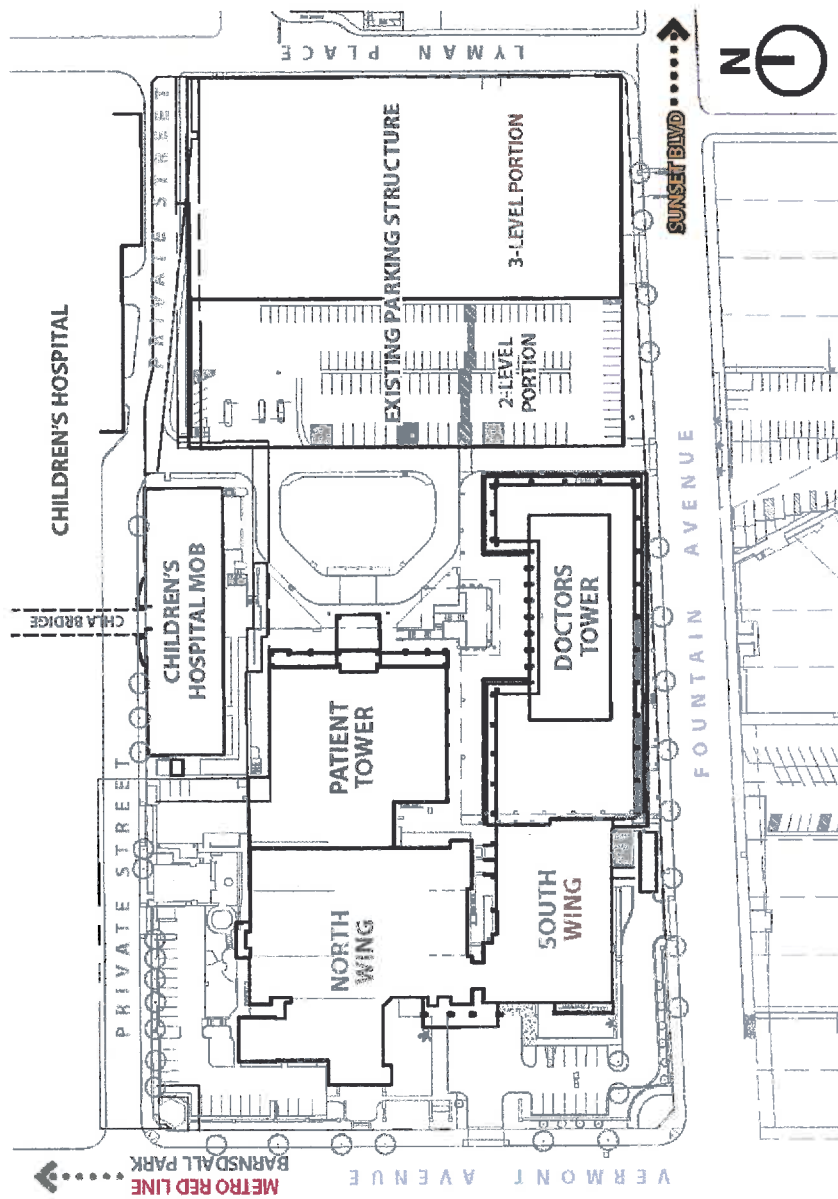 LYMAN PLACE
N
SUNSET BLVD
PRIVATE STREET
CHILDREN'S HOSPITAL
EXISTING PARKING STRUCTURE
3-LEVEL PORTION
2-LEVEL
PORTION
CHLA BRDIGE
CHILDREN'S
HOSPITAL MOB
PATIENT
TOWER
DOCTORS
TOWER
FOUNTAIN AVENUE
PRIVATE STREET
NORTH
WING
SOUTH
WING
METRO RED LINE
BARNSDALL PARK
VERMONT AVENUE